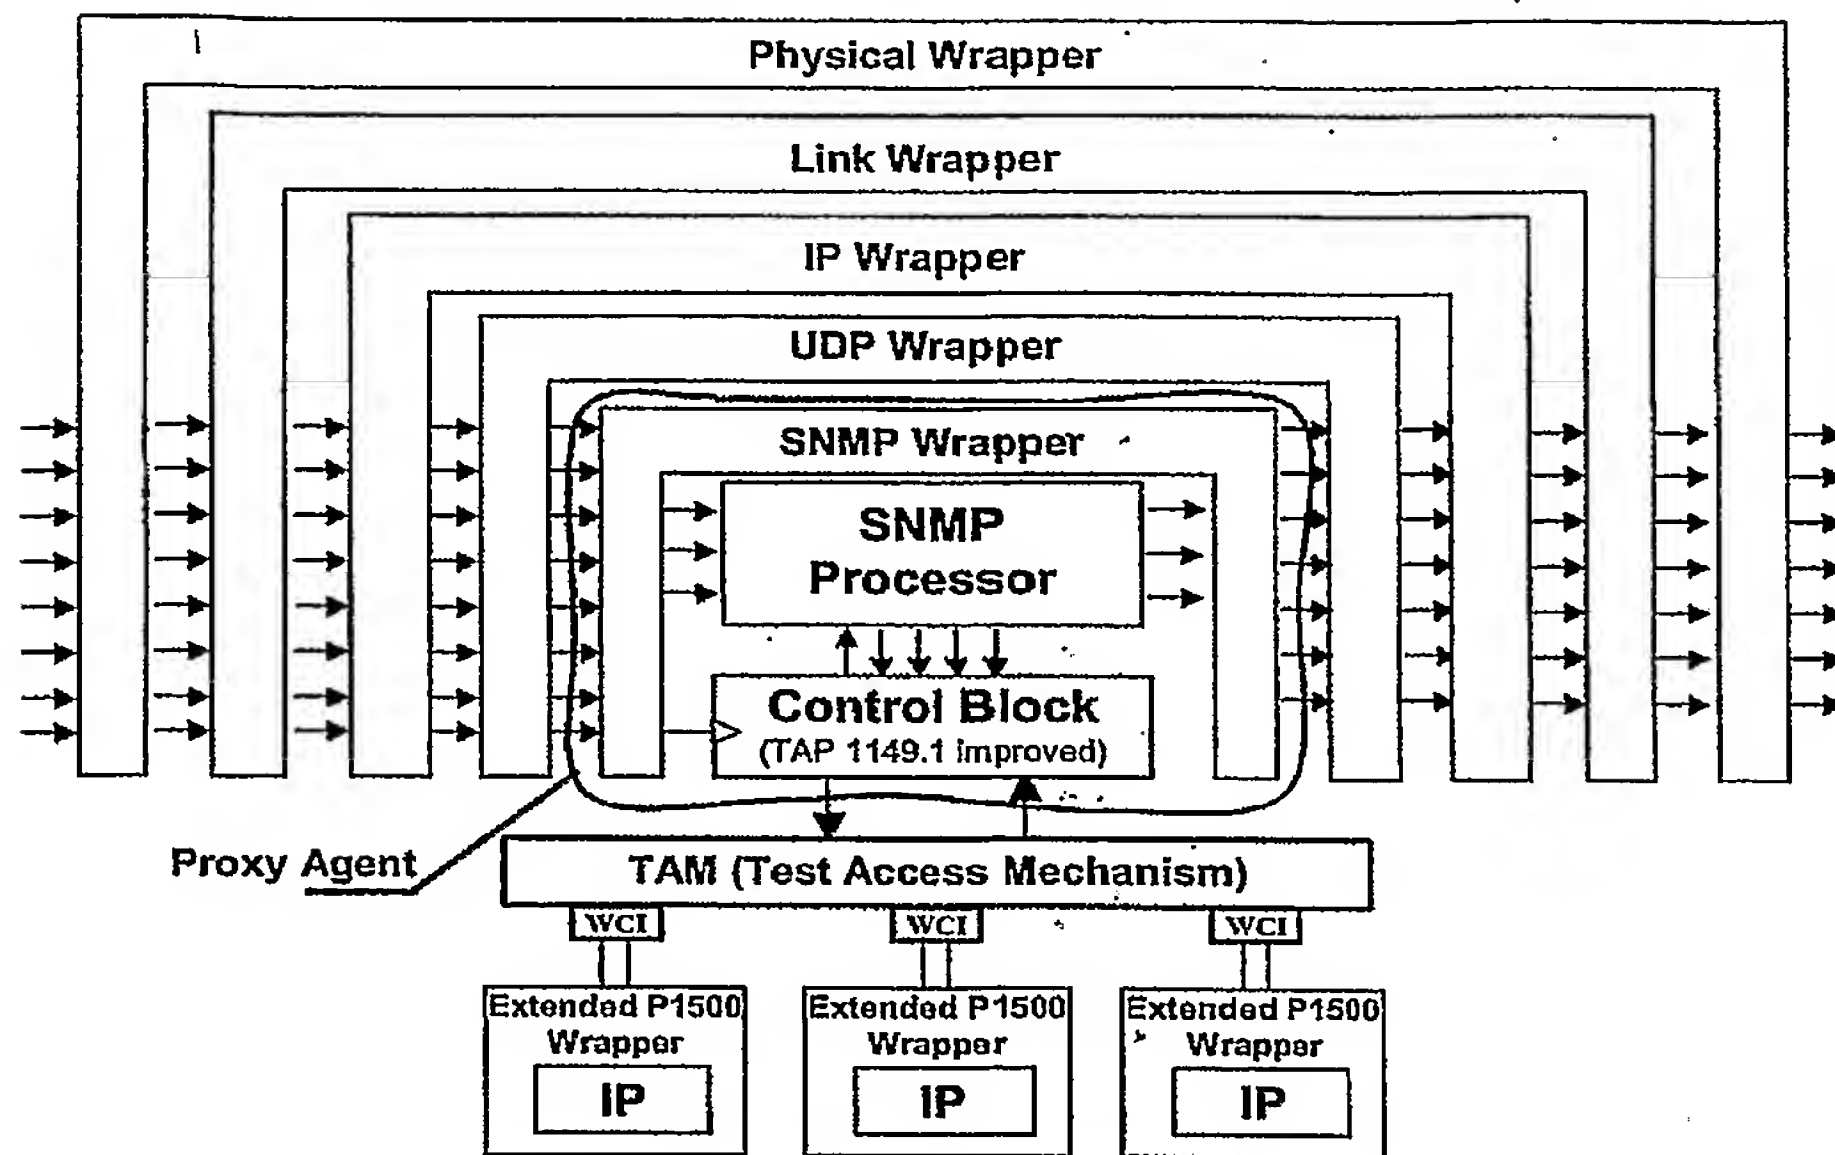 Physical Wrapper
Link Wrapper
IP Wrapper
UDP Wrapper
SNMP Wrapper
SNMP
Processor
Control Block
(TAP 1149.1 improved)
Proxy Agent
TAM (Test Access Mechanism)
WCI WCI WCI
Extended P1500 Extended P1500 Extended P1500
Wrapper Wrapper Wrapper
IP IP IP